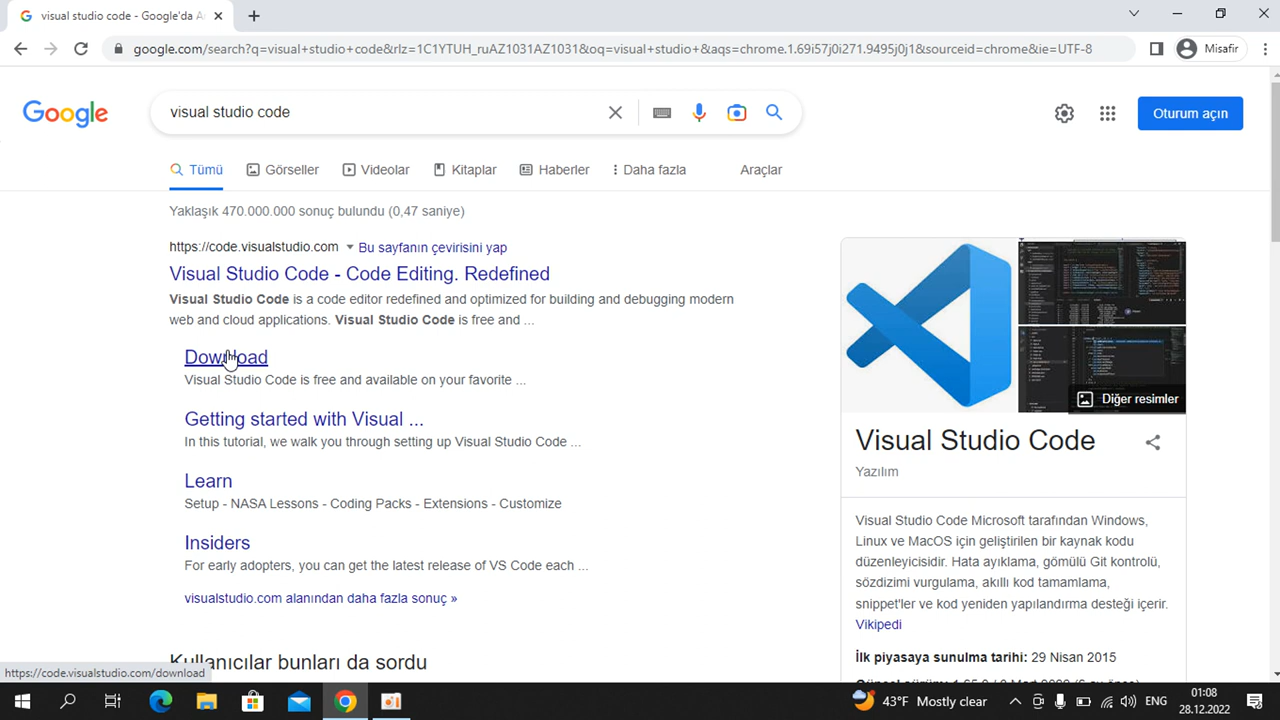 visual studio code - Google'da A
google.com/search?q=visual+studio+code&rlz=1C1YTUH_ruAZ1031AZ1031&oq=visual+studio+&aqs=chrome.1.69i57j0i271.9495j0j1&sourceid=chrome&ie=UTF-8
Misafir
Google
visual studio code
Oturum açın
Tümü
Görseller
Videolar
Kitaplar
Haberler
Daha fazla
Araçlar
Yaklaşık 470.000.000 sonuç bulundu (0,47 saniye)
https://code.visualstudio.com
Bu sayfanın çevirisini yap
Visual Studio Code - Code Editing. Redefined
Visual Studio Code is a code editor redefined and optimized for building and debugging modern
web and cloud applications. Visual Studio Code is free and ...
Download
Visual Studio Code is free and available on your favorite ...
Getting started with Visual ...
In this tutorial, we walk you through setting up Visual Studio Code ...
Learn
Setup - NASA Lessons - Coding Packs - Extensions - Customize
Insiders
For early adopters, you can get the latest release of VS Code each ...
visualstudio.com alanından daha fazla sonuç »
Kullanıcılar bunları da sordu
Diğer resimler
Visual Studio Code
Yazılım
Visual Studio Code Microsoft tarafından Windows,
Linux ve MacOS için geliştirilen bir kaynak kodu
düzenleyicisidir. Hata ayıklama, gömülü Git kontrolü,
sözdizimi vurgulama, akıllı kod tamamlama,
snippet'ler ve kod yeniden yapılandırma desteği içerir.
Vikipedi
İlk piyasaya sunulma tarihi: 29 Nisan 2015
https://code.visualstudio.com/download
43°F Mostly clear
ENG
01:08
28.12.2022